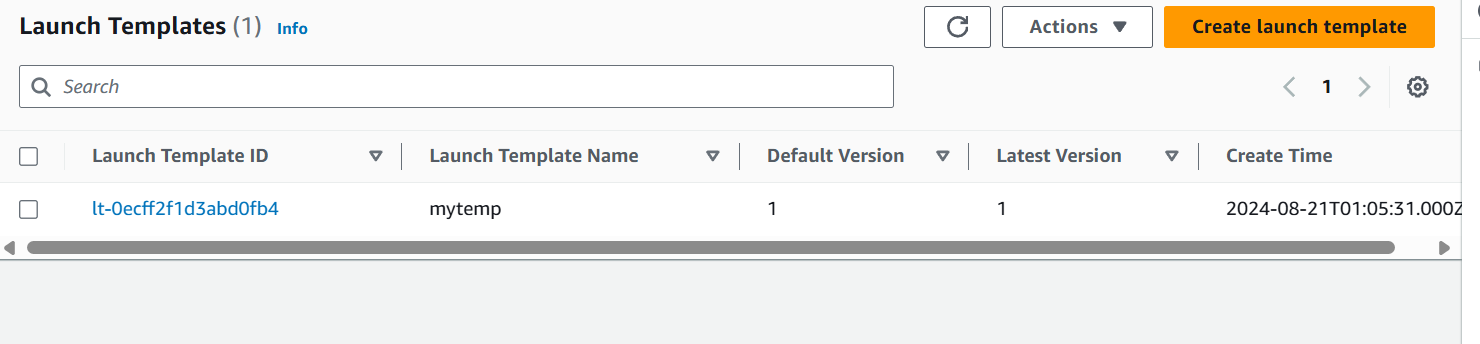 Launch Templates (1) Info
Actions
Create launch template
Search
1
Launch Template ID Launch Template Name Default Version Latest Version Create Time
lt-0ecff2f1d3abd0fb4 mytemp 1 1 2024-08-21T01:05:31.000Z